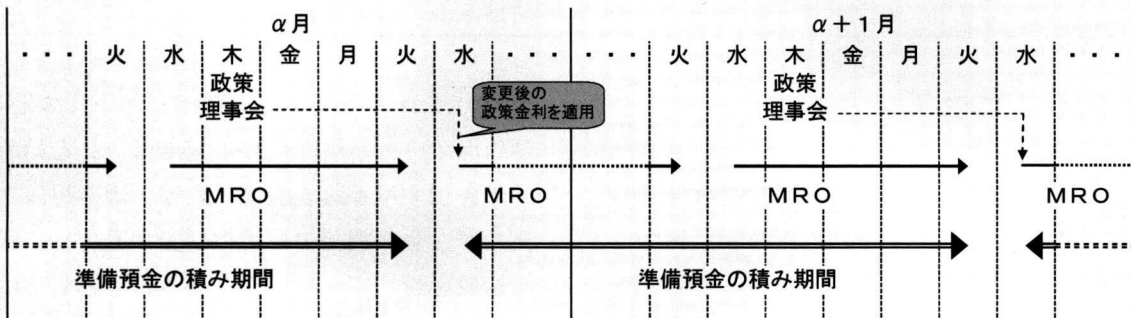 α月 α＋1月
・・・ 火 水 木 金 月 火 水 ・・・・・・・ 火 水 木 金 月 火 水 ・・・
政策 政策
理事会 理事会
変更後の
政策金利を適用
MRO MRO MRO MRO
準備預金の積み期間 準備預金の積み期間